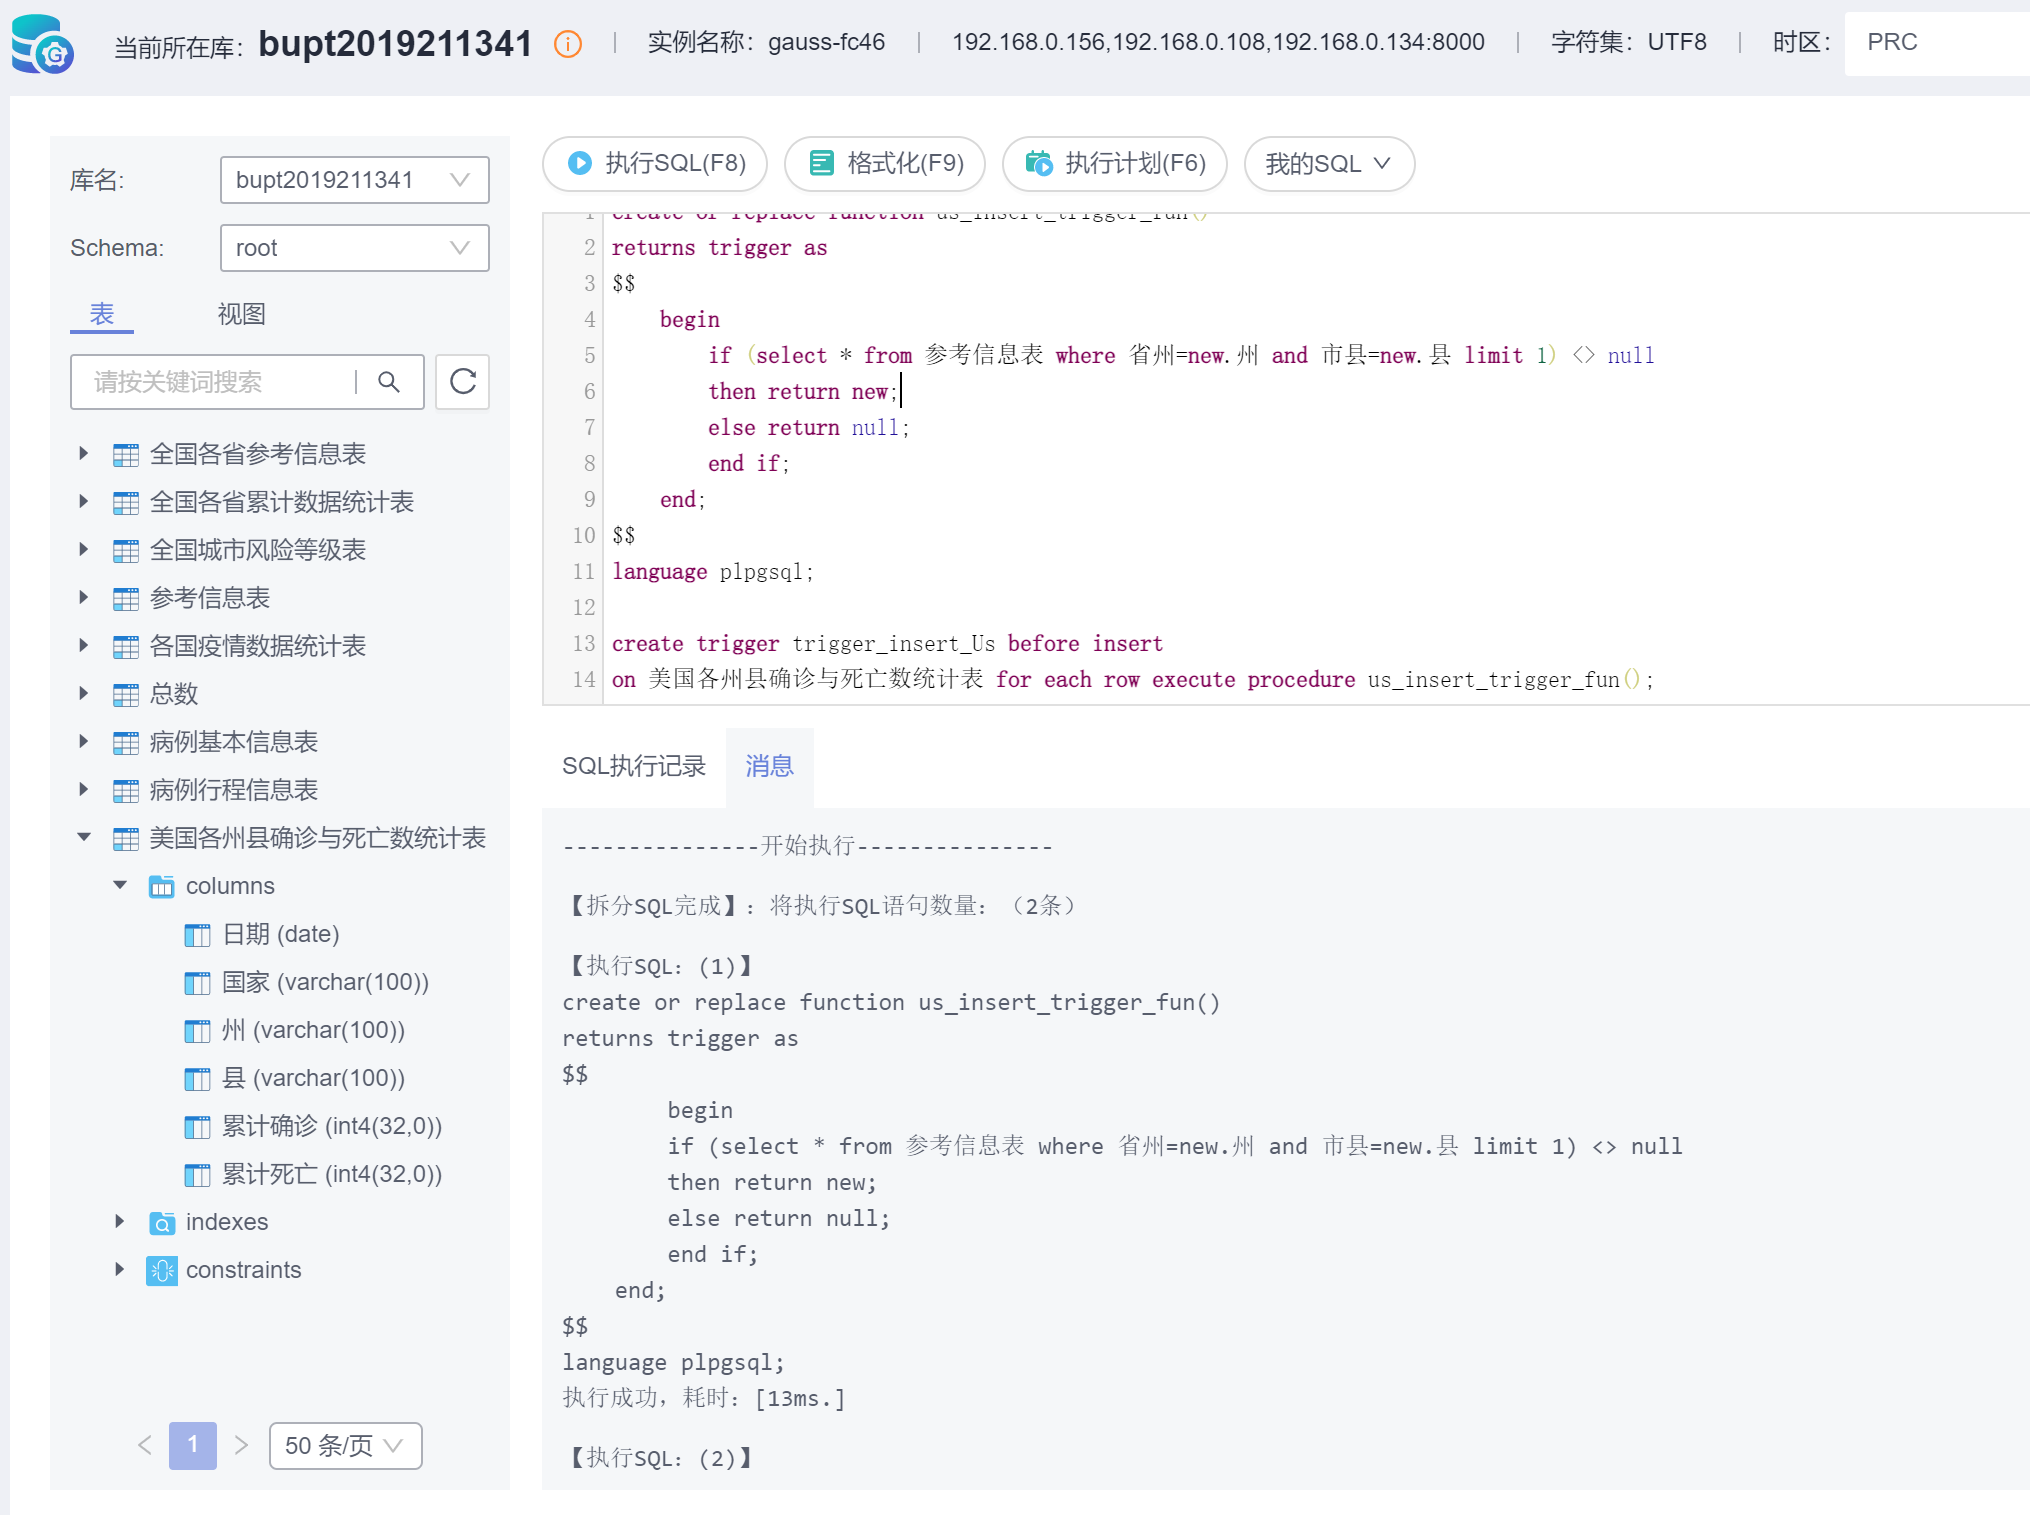 当前所在库： bupt2019211341 | 实例名称： gauss-fc46 | 192.168.0.156,192.168.0.108,192.168.0.134:8000 | 字符集： UTF8 | 时区： PRC
库名: bupt2019211341
Schema: root
表 视图
请按关键词搜索
全国各省参考信息表
全国各省累计数据统计表
全国城市风险等级表
参考信息表
各国疫情数据统计表
总数
病例基本信息表
病例行程信息表
美国各州县确诊与死亡数统计表
columns
日期 (date)
国家 (varchar(100))
州 (varchar(100))
县 (varchar(100))
累计确诊 (int4(32,0))
累计死亡 (int4(32,0))
indexes
constraints
< 1 > 50 条/页
执行SQL(F8) 格式化(F9) 执行计划(F6) 我的SQL
1 create or replace function us_insert_trigger_fun()
2 returns trigger as
3 $$
4 begin
5 if (select * from 参考信息表 where 省州=new.州 and 市县=new.县 limit 1) <> null
6 then return new;
7 else return null;
8 end if;
9 end;
10 $$
11 language plpgsql;
12
13 create trigger trigger_insert_Us before insert
14 on 美国各州县确诊与死亡数统计表 for each row execute procedure us_insert_trigger_fun();
SQL执行记录 消息
---------------开始执行---------------
【拆分SQL完成】：将执行SQL语句数量：（2条）
【执行SQL：(1)】
create or replace function us_insert_trigger_fun()
returns trigger as
$$
begin
if (select * from 参考信息表 where 省州=new.州 and 市县=new.县 limit 1) <> null
then return new;
else return null;
end if;
end;
$$
language plpgsql;
执行成功，耗时：[13ms.]
【执行SQL：(2)】